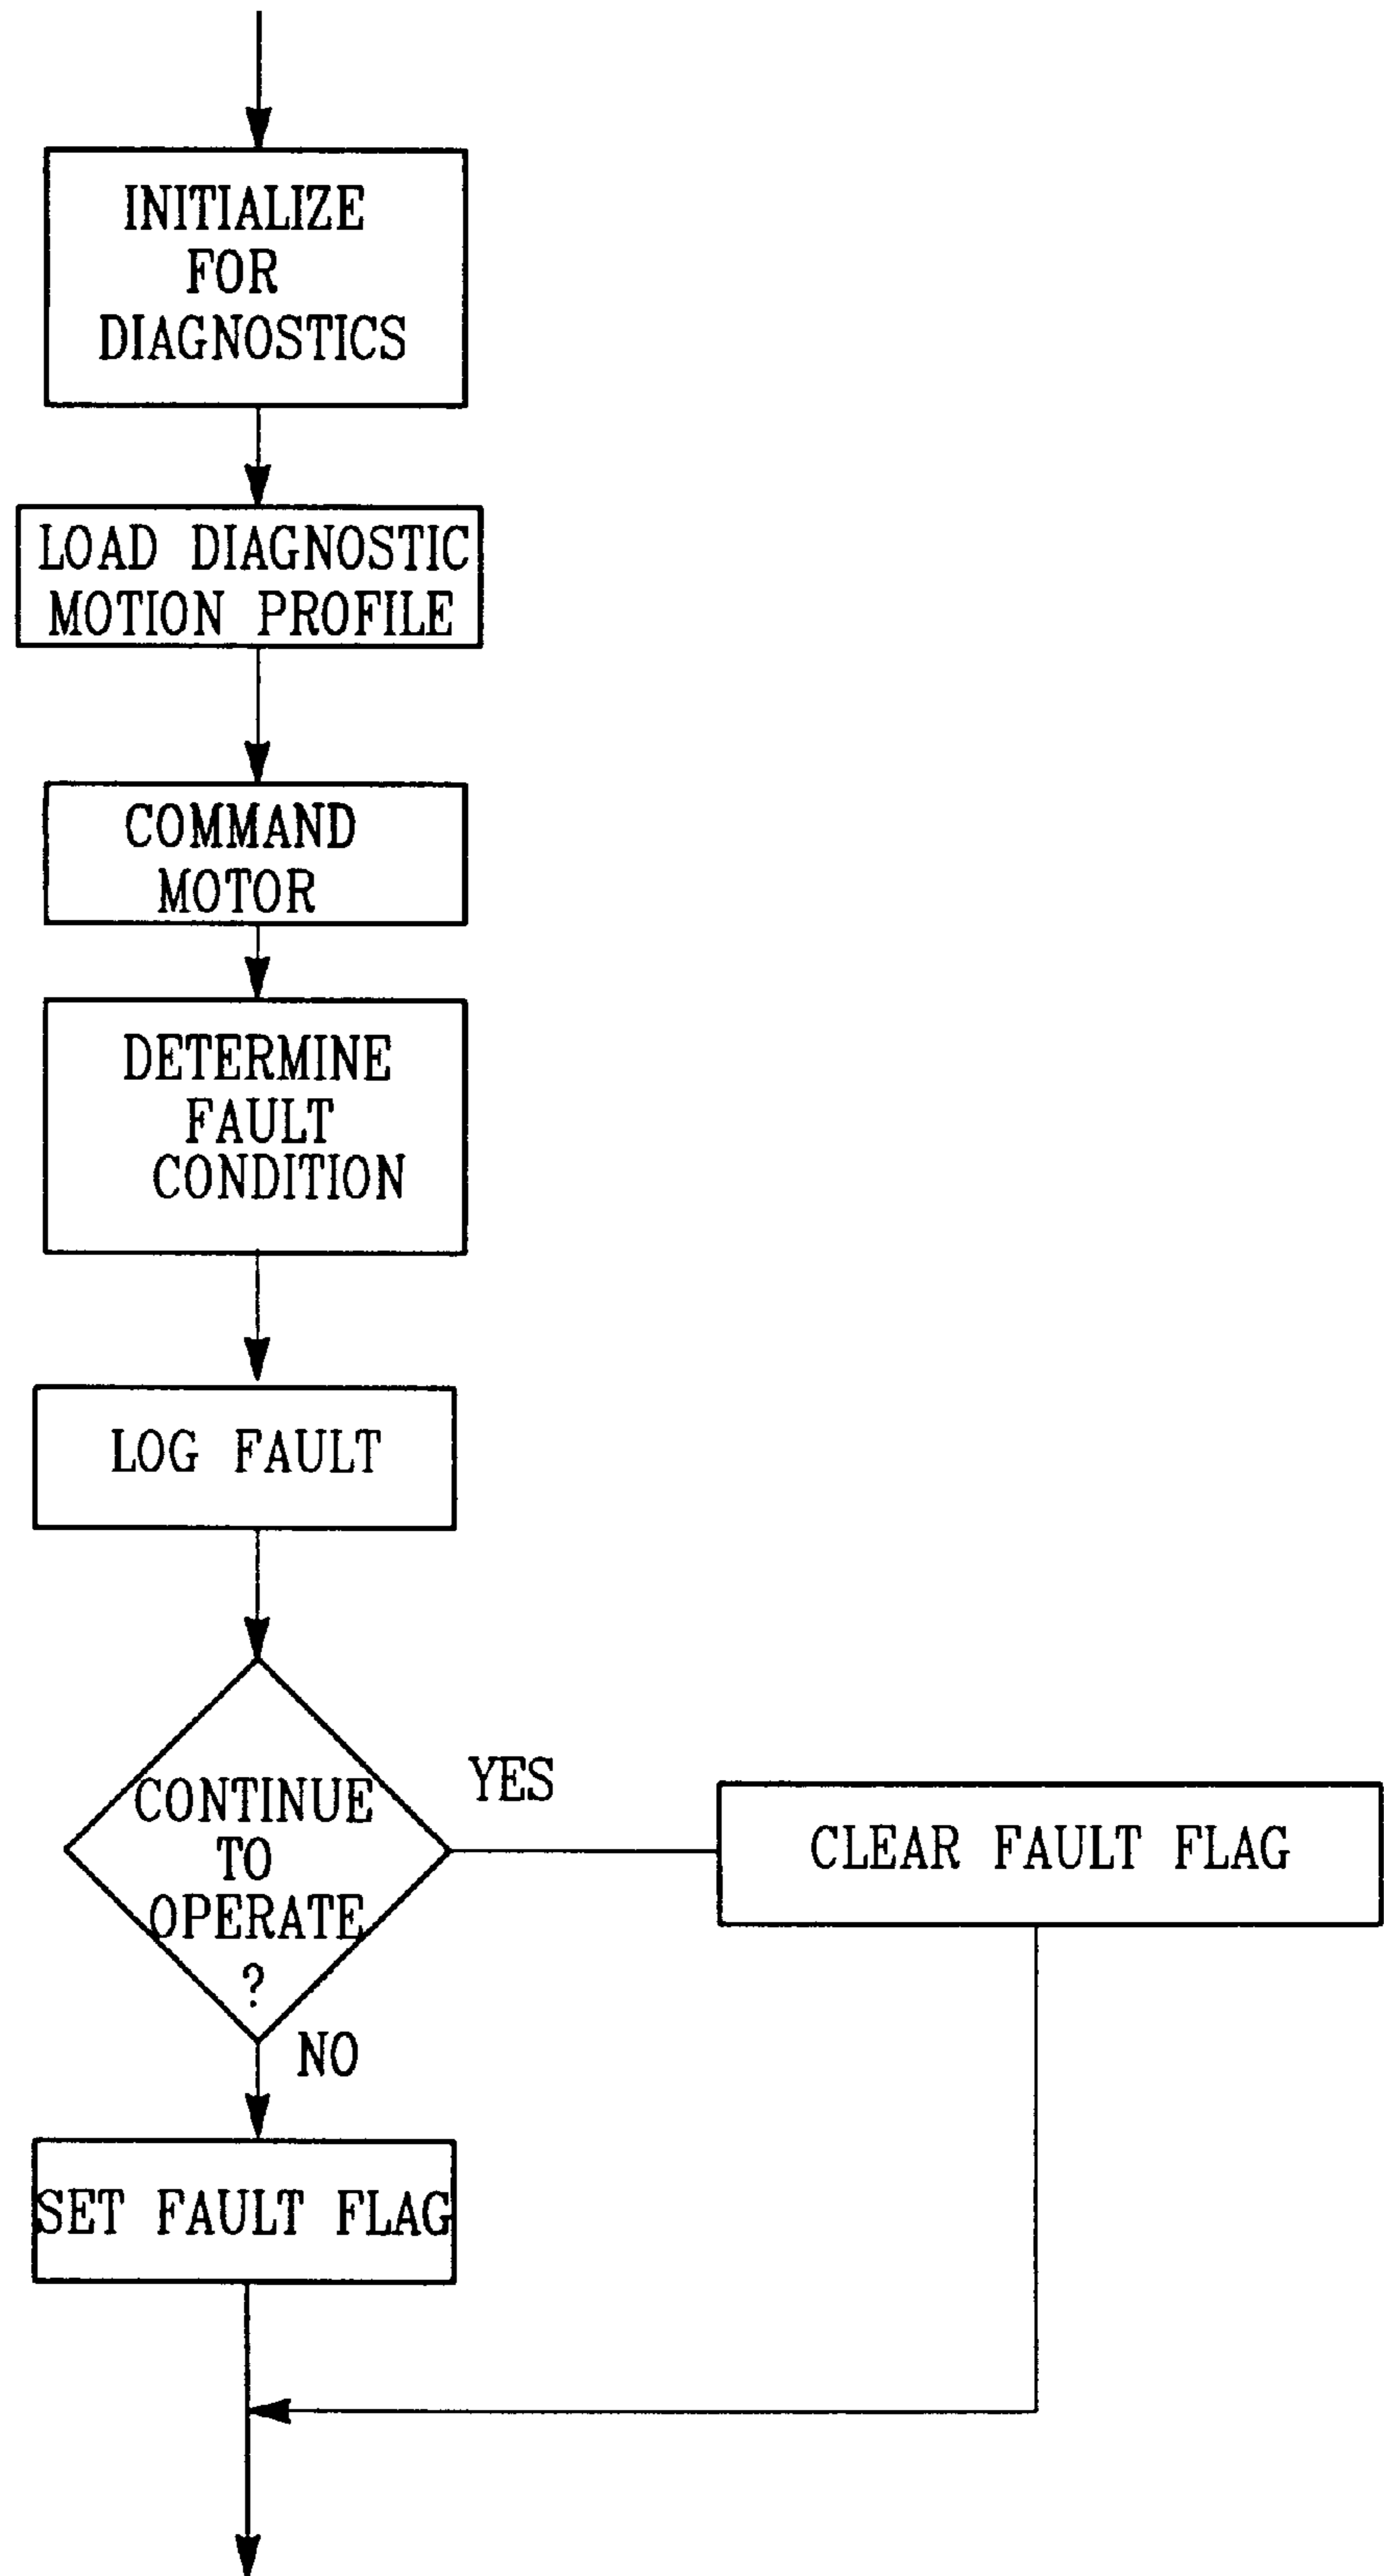 INITIALIZE
FOR
DIAGNOSTICS
LOAD DIAGNOSTIC
MOTION PROFILE
COMMAND
MOTOR
DETERMINE
FAULT
CONDITION
LOG FAULT
CONTINUE
TO
OPERATE
?
YES
CLEAR FAULT FLAG
NO
SET FAULT FLAG